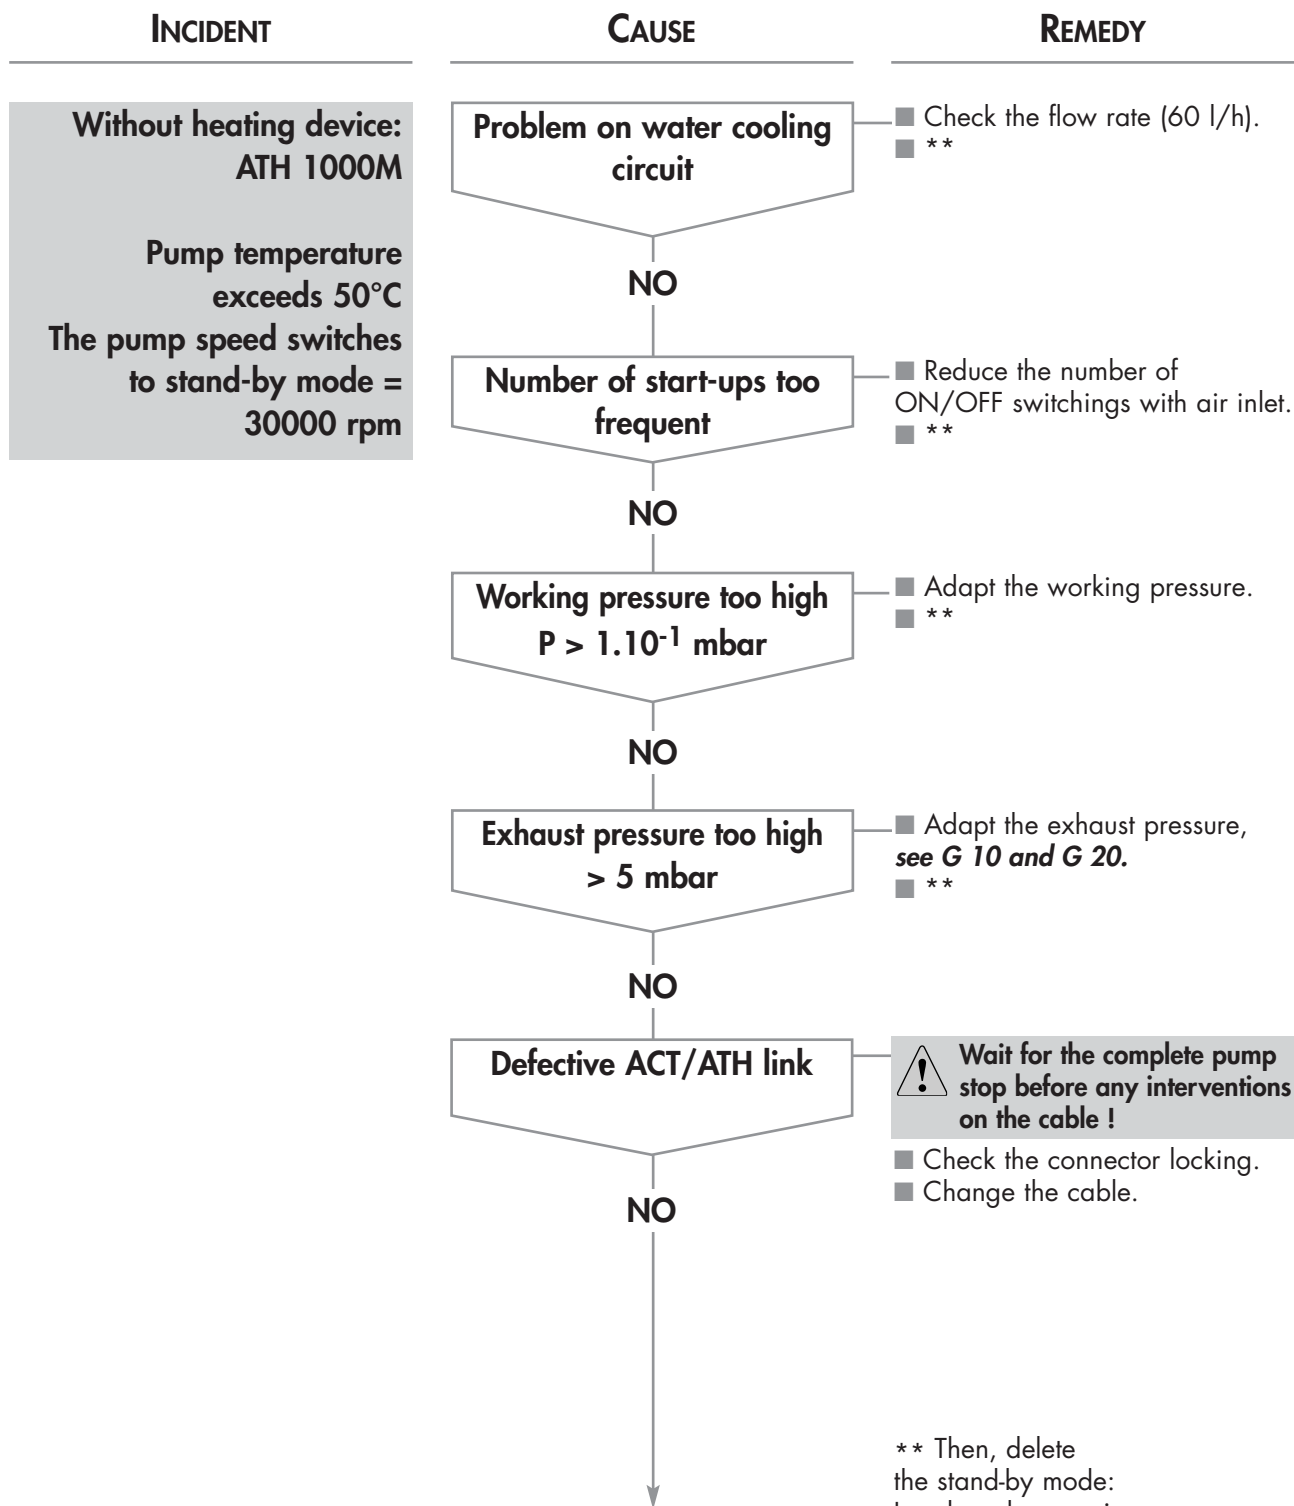 INCIDENT
CAUSE
REMEDY
Without heating device:
ATH 1000M
Pump temperature
exceeds 50°C
The pump speed switches
to stand-by mode =
30000 rpm
Problem on water cooling
circuit
■ Check the flow rate (60 l/h).
■ **
NO
Number of start-ups too
frequent
■ Reduce the number of
ON/OFF switchings with air inlet.
■ **
NO
Working pressure too high
P > 1.10-1 mbar
■ Adapt the working pressure.
■ **
NO
Exhaust pressure too high
> 5 mbar
■ Adapt the exhaust pressure,
see G 10 and G 20.
■ **
NO
Defective ACT/ATH link
Wait for the complete pump
stop before any interventions
on the cable !
■ Check the connector locking.
■ Change the cable.
NO
** Then, delete
the stand-by mode: